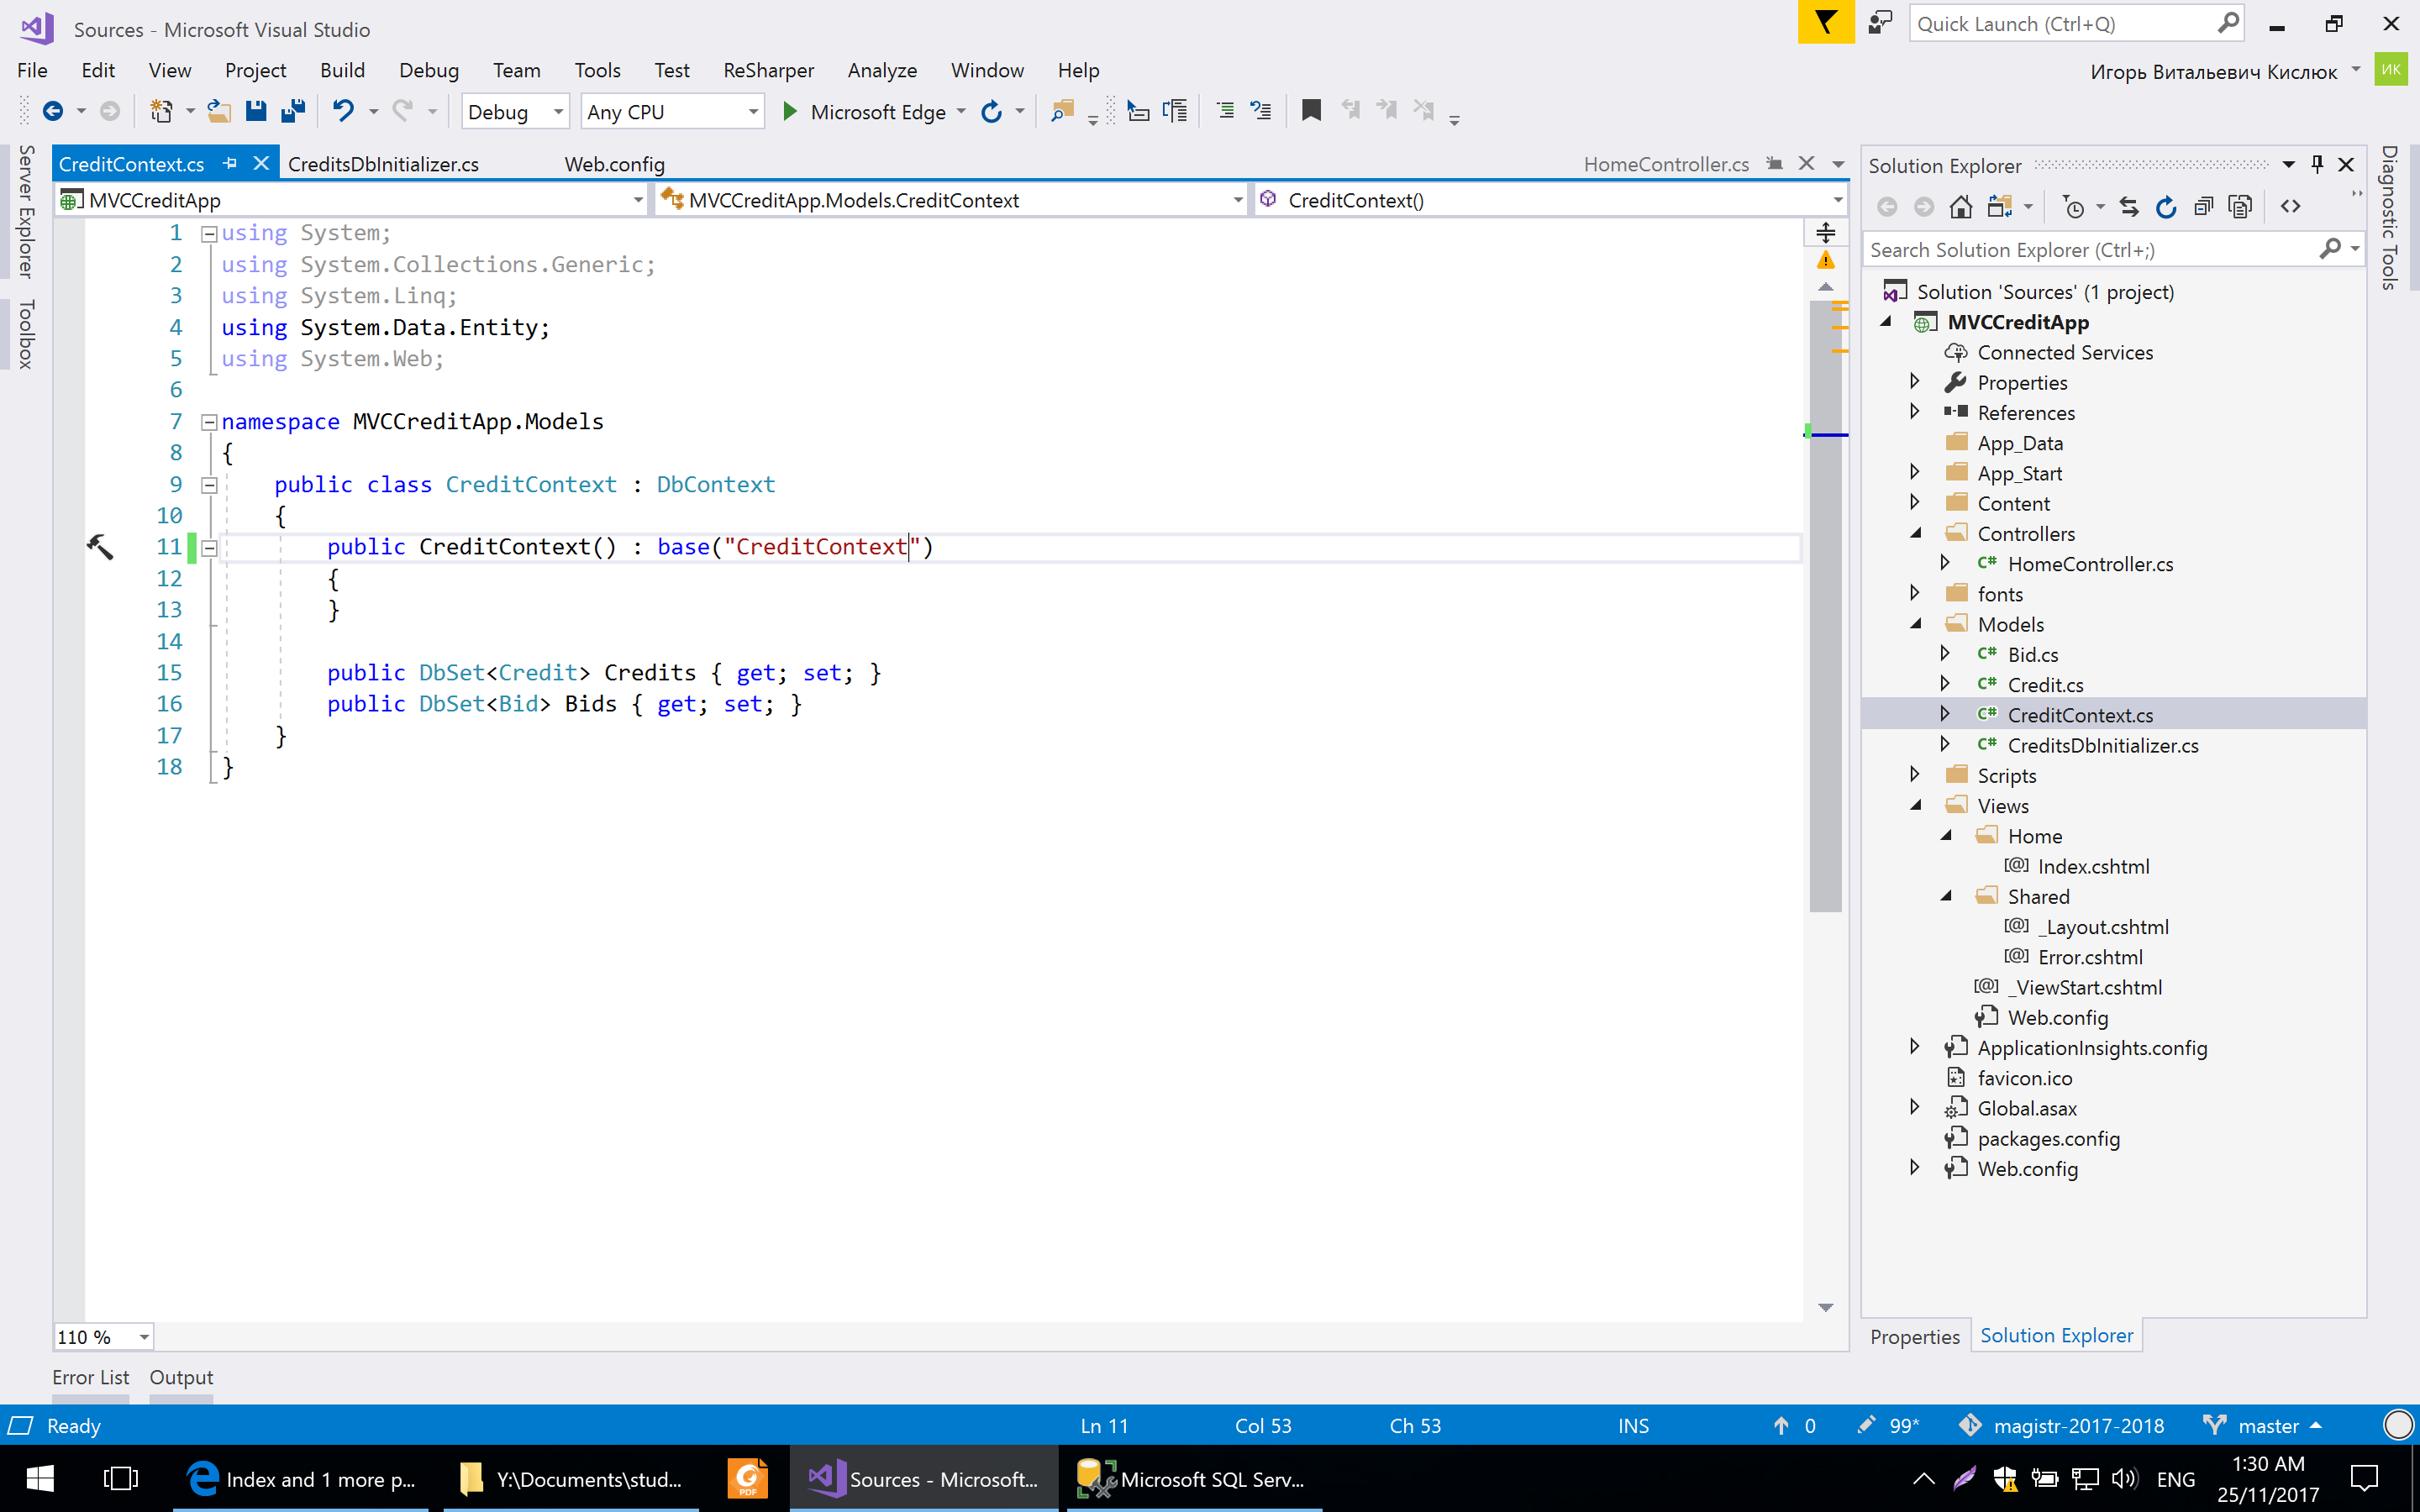 Sources - Microsoft Visual Studio
Quick Launch (Ctrl+Q)
File Edit View Project Build Debug Team Tools Test ReSharper Analyze Window Help
Игорь Витальевич Кислюк ИК
Debug Any CPU Microsoft Edge
Server Explorer
Toolbox
CreditContext.cs CreditsDbInitializer.cs Web.config HomeController.cs
MVCCreditApp MVCCreditApp.Models.CreditContext CreditContext()
1 using System;
2 using System.Collections.Generic;
3 using System.Linq;
4 using System.Data.Entity;
5 using System.Web;
6
7 namespace MVCCreditApp.Models
8 {
9 public class CreditContext : DbContext
10 {
11 public CreditContext() : base("CreditContext")
12 {
13 }
14
15 public DbSet<Credit> Credits { get; set; }
16 public DbSet<Bid> Bids { get; set; }
17 }
18 }
110 %
Solution Explorer
Search Solution Explorer (Ctrl+;)
Solution 'Sources' (1 project)
MVCCreditApp
Connected Services
Properties
References
App_Data
App_Start
Content
Controllers
C# HomeController.cs
fonts
Models
C# Bid.cs
C# Credit.cs
C# CreditContext.cs
C# CreditsDbInitializer.cs
Scripts
Views
Home
[@] Index.cshtml
Shared
[@] _Layout.cshtml
[@] Error.cshtml
[@] _ViewStart.cshtml
Web.config
ApplicationInsights.config
favicon.ico
Global.asax
packages.config
Web.config
Properties Solution Explorer
Diagnostic Tools
Error List Output
Ready Ln 11 Col 53 Ch 53 INS 0 99* magistr-2017-2018 master
Index and 1 more p... Y:\Documents\stud... PDF Sources - Microsoft... Microsoft SQL Serv... ENG
1:30 AM
25/11/2017